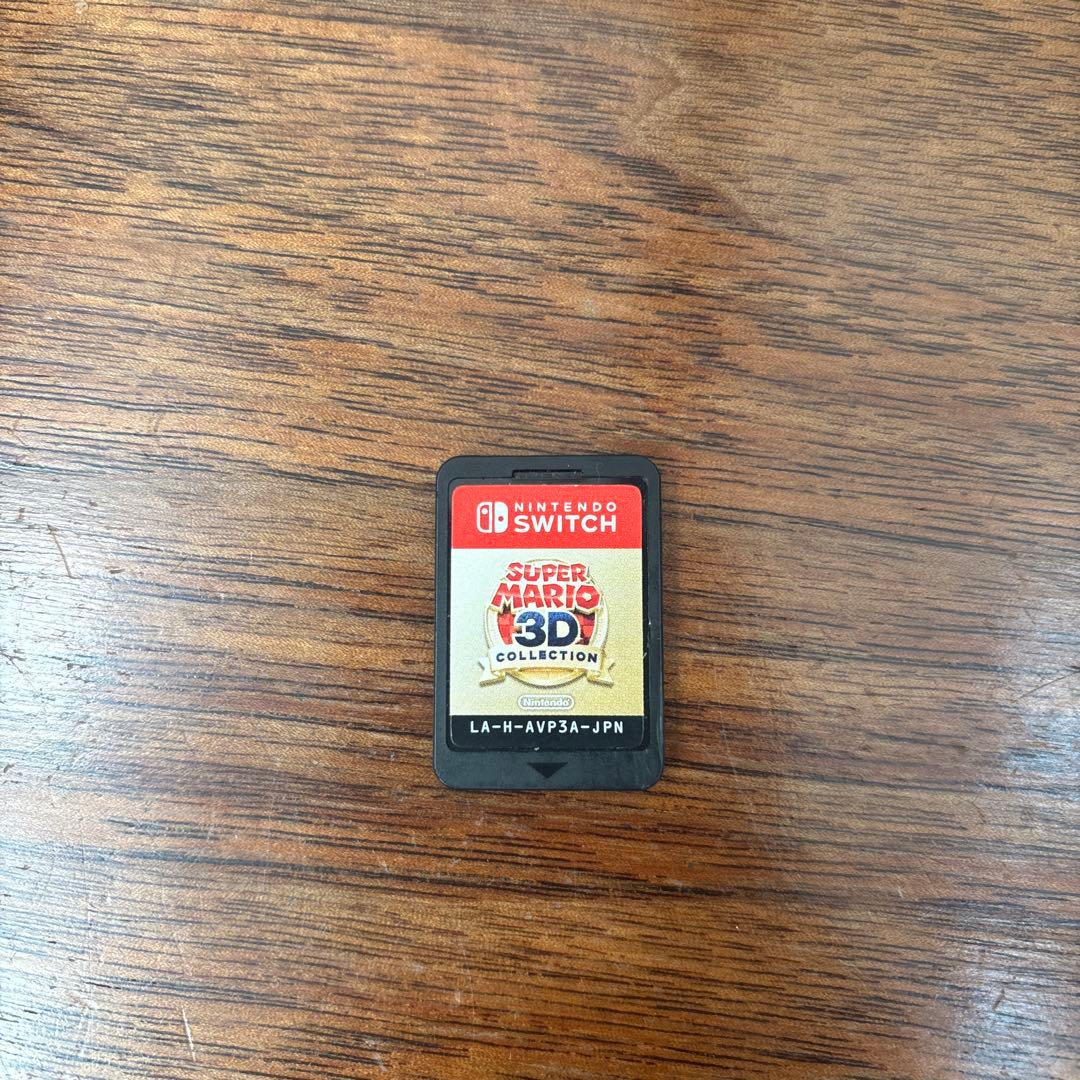 NINTENDO
SWITCH
SUPER
MARIO
3D
COLLECTION
Nintendo
LA-H-AVP3A-JPN